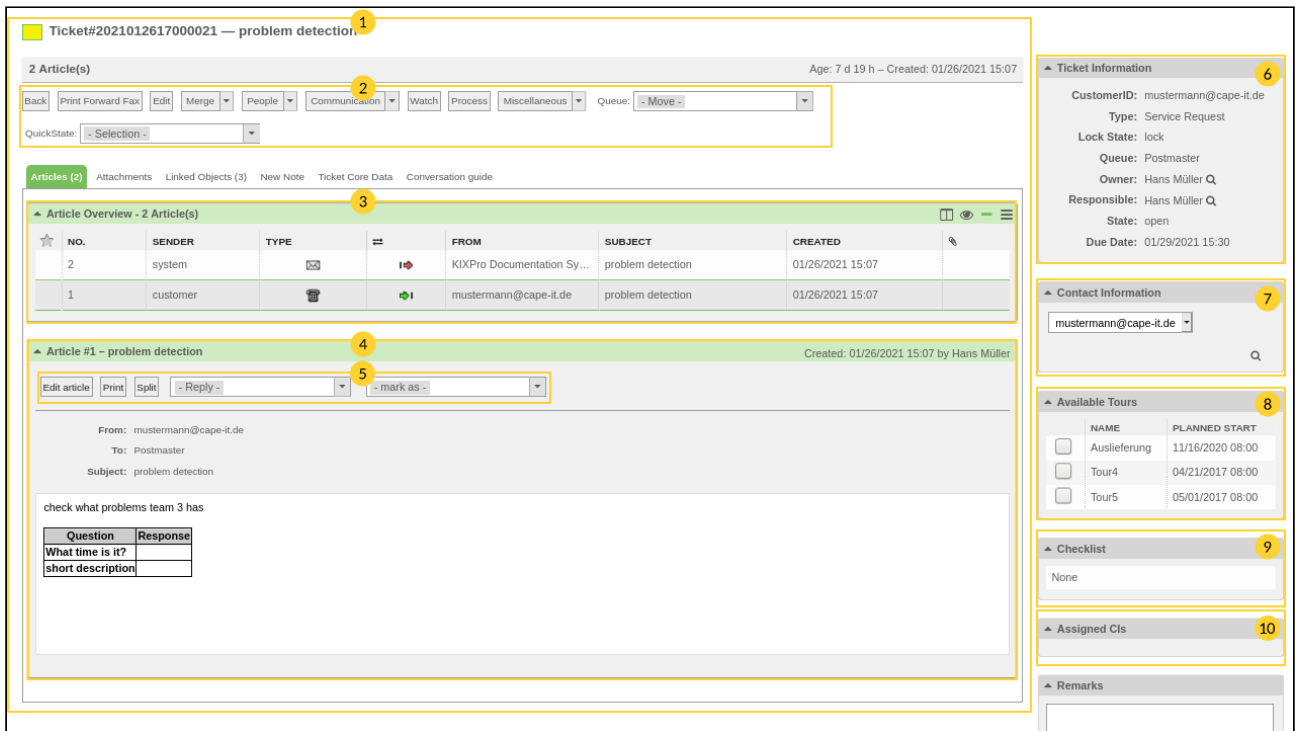 1
Ticket#2021012617000021 — problem detection
2 Article(s)
Age: 7 d 19 h – Created: 01/26/2021 15:07
2
Back
Print Forward Fax
Edit
Merge
People
Communication
Watch
Process
Miscellaneous
Queue:
- Move -
QuickState:
- Selection -
Articles (2)
Attachments
Linked Objects (3)
New Note
Ticket Core Data
Conversation guide
3
Article Overview - 2 Article(s)
NO. SENDER TYPE FROM SUBJECT CREATED
2 system KIXPro Documentation Sy… problem detection 01/26/2021 15:07
1 customer mustermann@cape-it.de problem detection 01/26/2021 15:07
4
Article #1 – problem detection
Created: 01/26/2021 15:07 by Hans Müller
5
Edit article
Print
Split
- Reply -
- mark as -
From: mustermann@cape-it.de
To: Postmaster
Subject: problem detection
check what problems team 3 has
Question Response
What time is it?
short description
Ticket Information
6
CustomerID: mustermann@cape-it.de
Type: Service Request
Lock State: lock
Queue: Postmaster
Owner: Hans Müller
Responsible: Hans Müller
State: open
Due Date: 01/29/2021 15:30
Contact Information
7
mustermann@cape-it.de
Available Tours
8
NAME PLANNED START
Auslieferung 11/16/2020 08:00
Tour4 04/21/2017 08:00
Tour5 05/01/2017 08:00
Checklist
9
None
Assigned CIs
10
Remarks